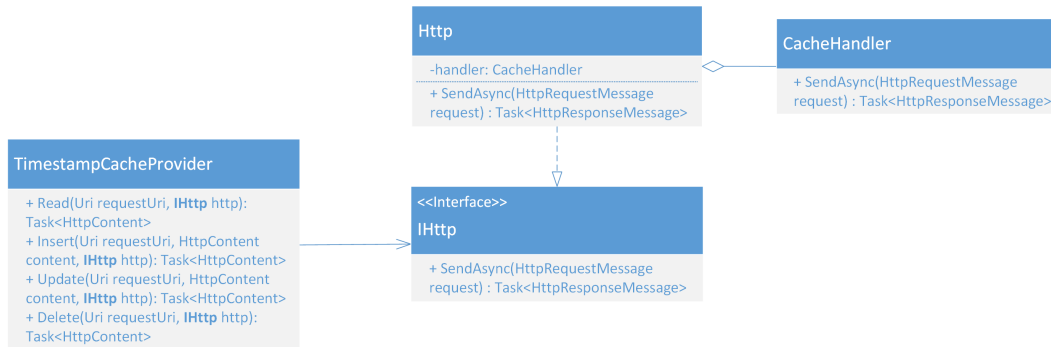 Http
-handler: CacheHandler
+ SendAsync(HttpRequestMessage
request) : Task<HttpResponseMessage>
CacheHandler
+ SendAsync(HttpRequestMessage
request) : Task<HttpResponseMessage>
TimestampCacheProvider
+ Read(Uri requestUri, IHttp http):
Task<HttpContent>
+ Insert(Uri requestUri, HttpContent
content, IHttp http): Task<HttpContent>
+ Update(Uri requestUri, HttpContent
content, IHttp http): Task<HttpContent>
+ Delete(Uri requestUri, IHttp http):
Task<HttpContent>
<<Interface>>
IHttp
+ SendAsync(HttpRequestMessage
request) : Task<HttpResponseMessage>